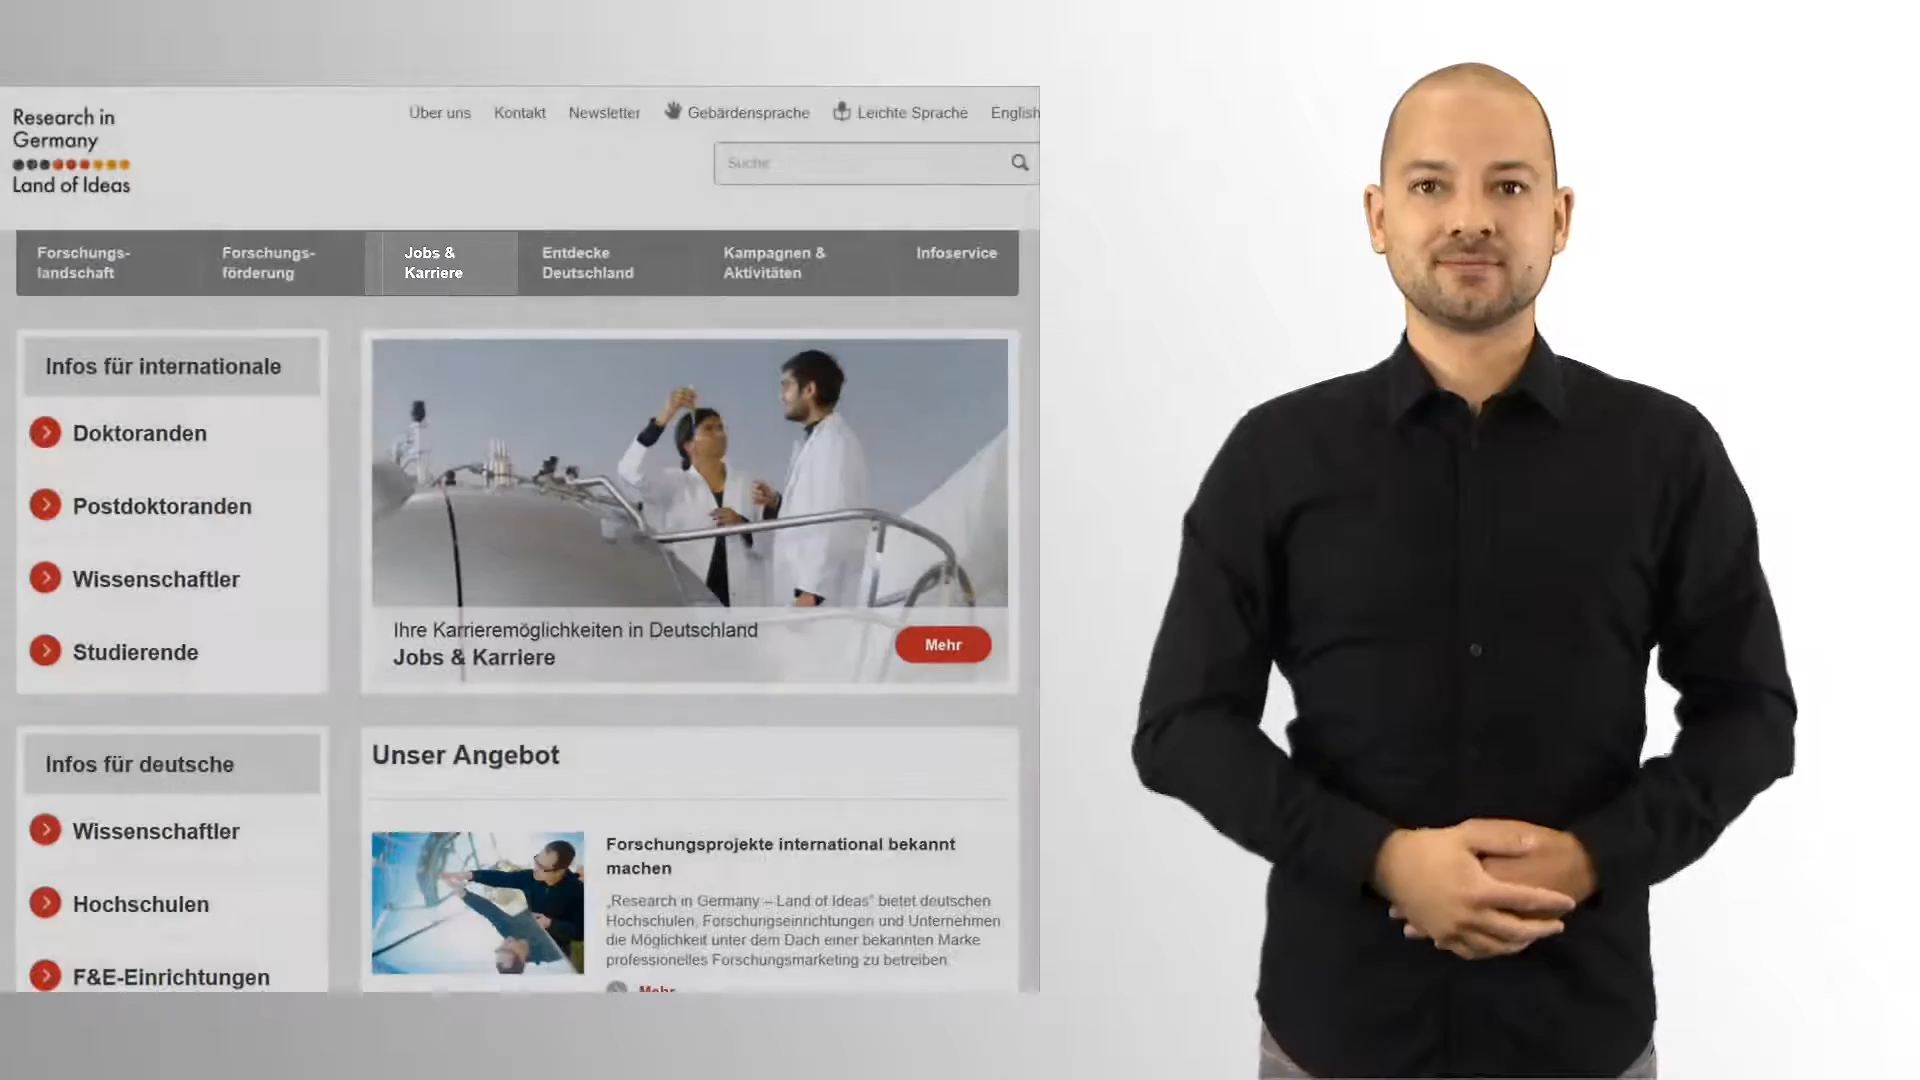 Research in
Germany
Land of Ideas
Über uns Kontakt Newsletter Gebärdensprache Leichte Sprache English
Suche
Forschungs-
landschaft
Forschungs-
förderung
Jobs &
Karriere
Entdecke
Deutschland
Kampagnen &
Aktivitäten
Infoservice
Infos für internationale
Doktoranden
Postdoktoranden
Wissenschaftler
Studierende
Ihre Karrieremöglichkeiten in Deutschland
Jobs & Karriere
Mehr
Infos für deutsche
Wissenschaftler
Hochschulen
F&E-Einrichtungen
Unser Angebot
Forschungsprojekte international bekannt
machen
„Research in Germany – Land of Ideas" bietet deutschen
Hochschulen, Forschungseinrichtungen und Unternehmen
die Möglichkeit unter dem Dach einer bekannten Marke
professionelles Forschungsmarketing zu betreiben.
Mehr